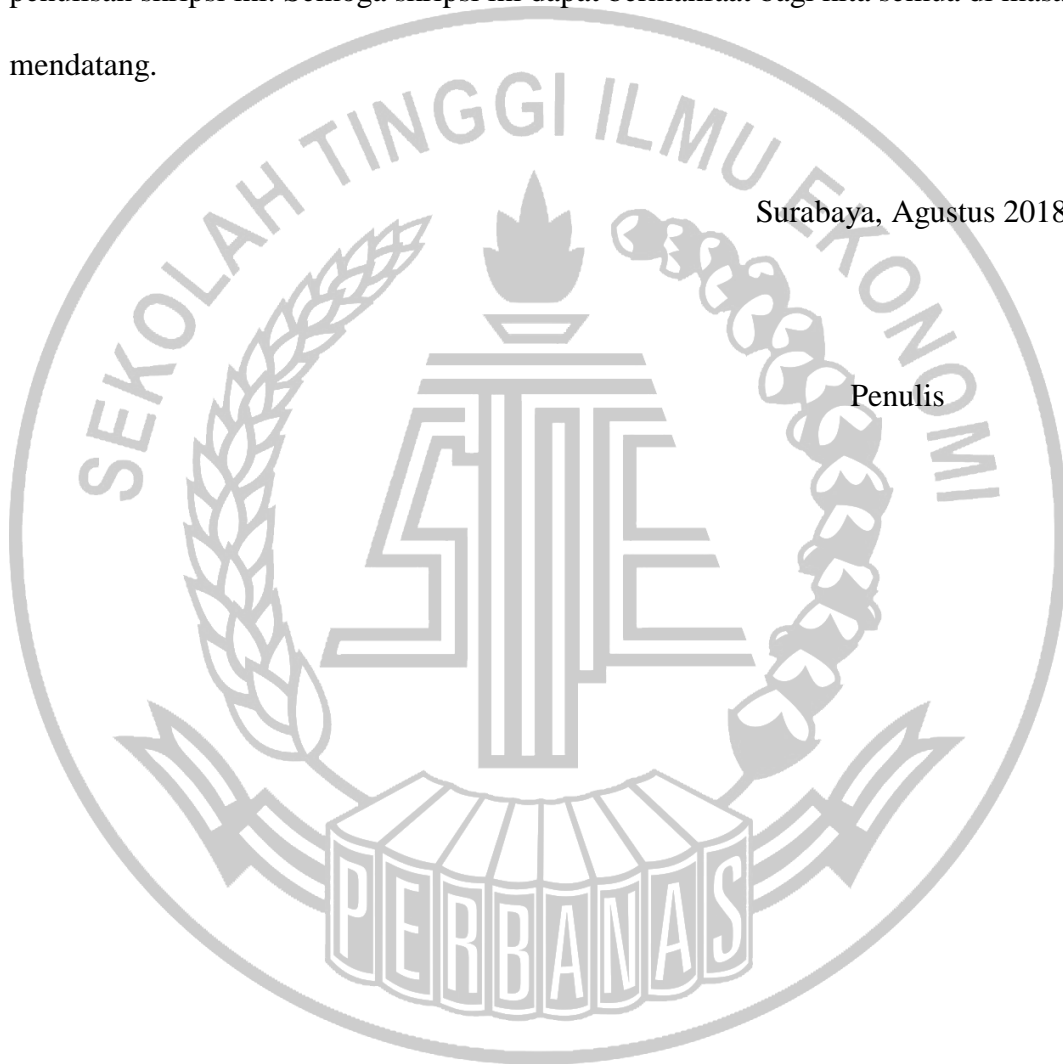 penulisan skripsi ini. Semoga skripsi ini dapat bermanfaat bagi kita semua di masa
mendatang.
SEKOLAH TINGGI ILMU EKONOMI
Surabaya, Agustus 2018
Penulis
STIE
PERBANAS